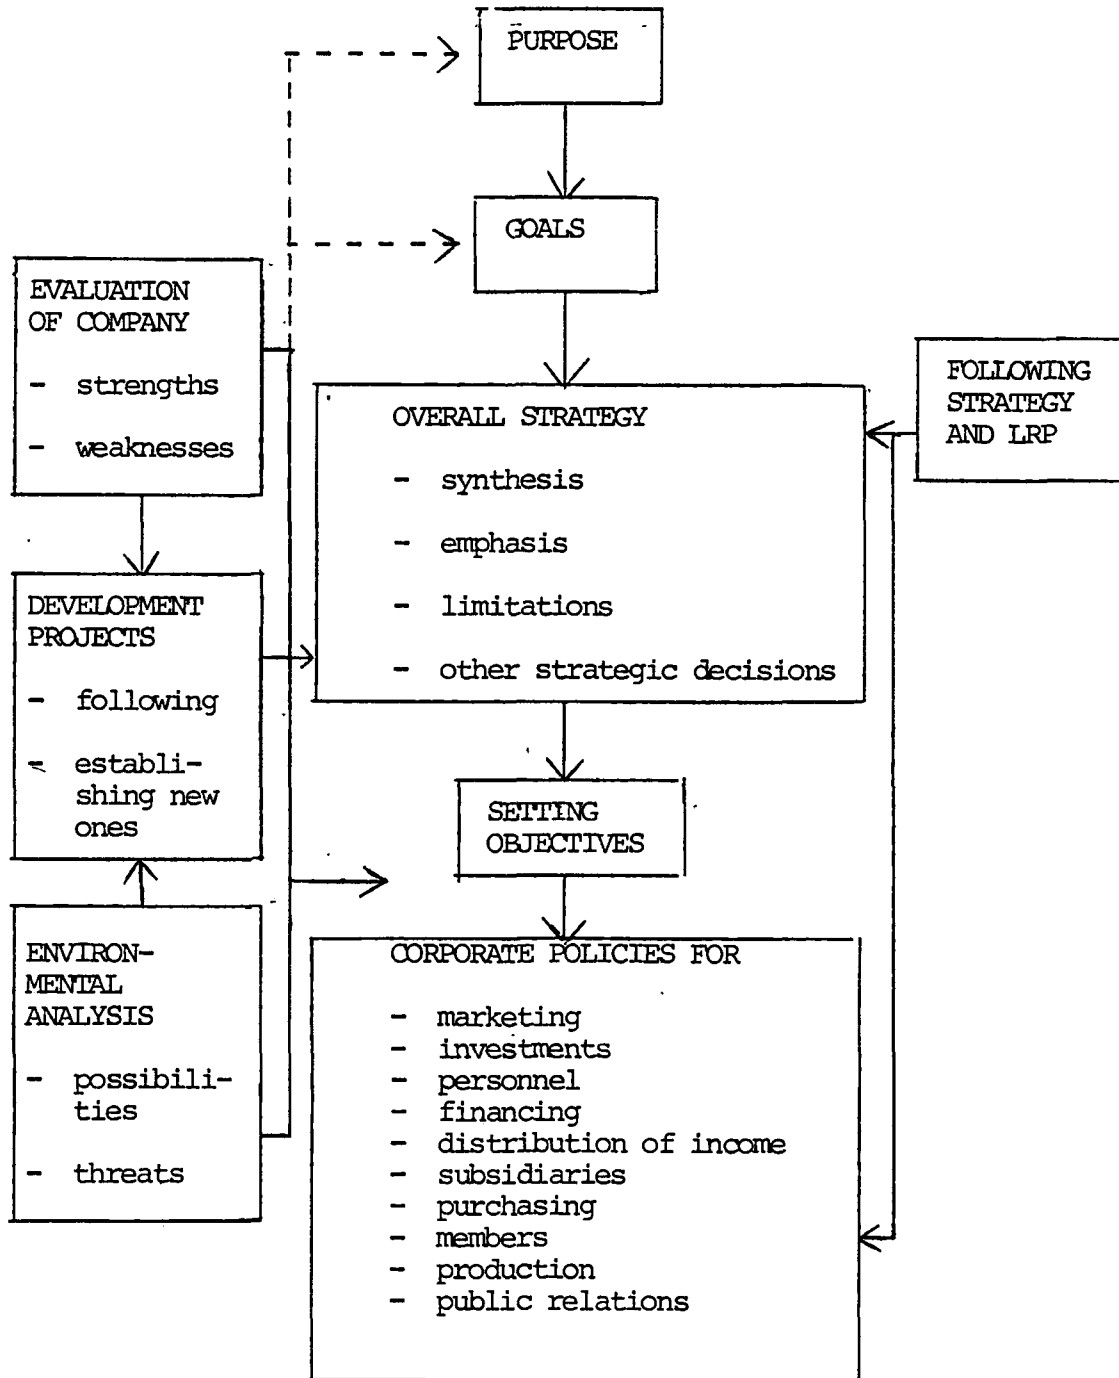 PURPOSE
GOALS
EVALUATION
OF COMPANY
- strengths
- weaknesses
FOLLOWING
STRATEGY
AND LRP
OVERALL STRATEGY
- synthesis
- emphasis
- limitations
- other strategic decisions
DEVELOPMENT
PROJECTS
- following
- establi-
shing new
ones
SETTING
OBJECTIVES
ENVIRON-
MENTAL
ANALYSIS
- possibili-
ties
- threats
CORPORATE POLICIES FOR
- marketing
- investments
- personnel
- financing
- distribution of income
- subsidiaries
- purchasing
- members
- production
- public relations